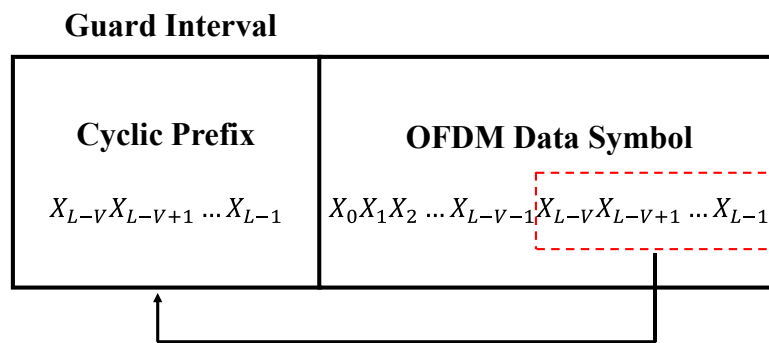 Guard Interval
Cyclic Prefix
OFDM Data Symbol
𝑋_{𝐿−𝑉}𝑋_{𝐿−𝑉+1} … 𝑋_{𝐿−1}
𝑋_0𝑋_1𝑋_2 … 𝑋_{𝐿−𝑉−1}𝑋_{𝐿−𝑉}𝑋_{𝐿−𝑉+1} … 𝑋_{𝐿−1}